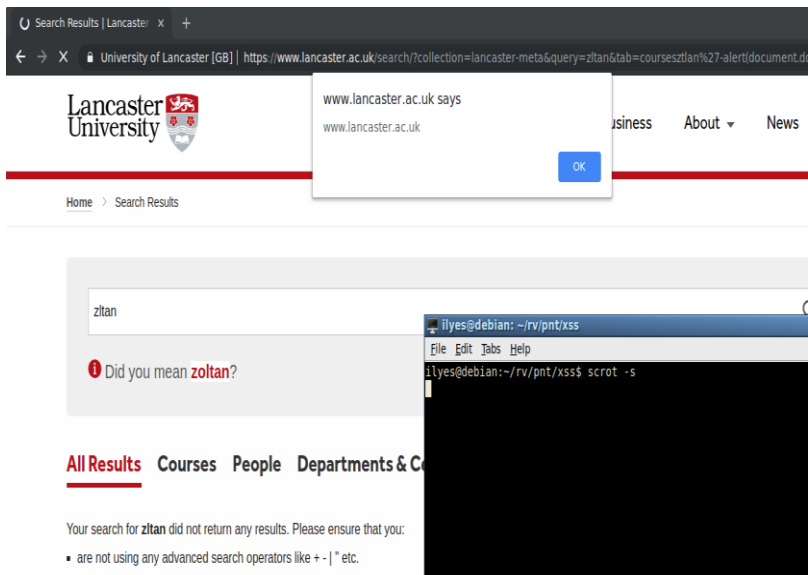 Search Results | Lancaster x +
University of Lancaster [GB] | https://www.lancaster.ac.uk/search/?collection=lancaster-meta&query=zltan&tab=coursesztlan%27-alert(document.do
Lancaster
University
www.lancaster.ac.uk says
www.lancaster.ac.uk
OK
usiness About News
Home > Search Results
zltan
Did you mean zoltan?
ilyes@debian: ~/rv/pnt/xss
File Edit Tabs Help
ilyes@debian:~/rv/pnt/xss$ scrot -s
All Results Courses People Departments & Ce
Your search for zltan did not return any results. Please ensure that you:
▪ are not using any advanced search operators like + - | " etc.